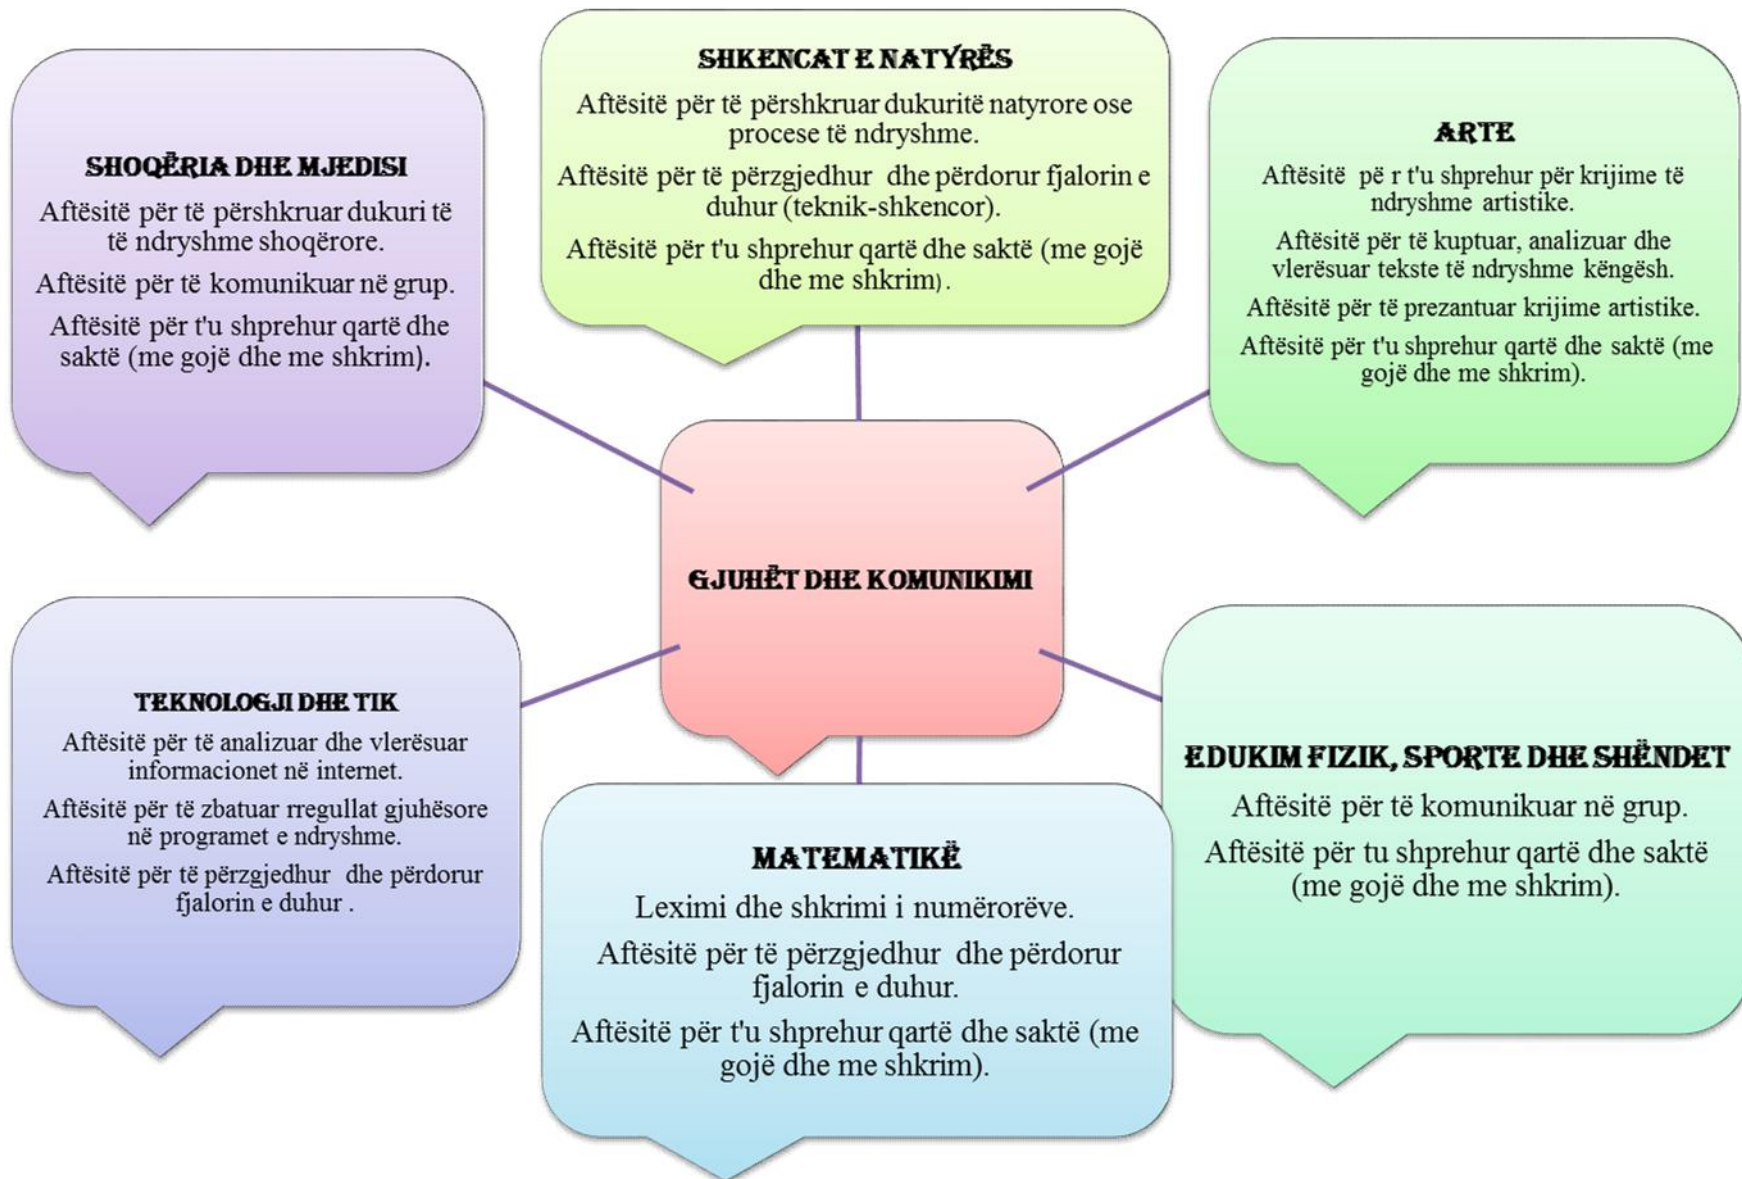 SHOQËRIA DHE MJEDISI
Aftësitë për të përshkruar dukuri të
të ndryshme shoqërore.
Aftësitë për të komunikuar në grup.
Aftësitë për t'u shprehur qartë dhe
saktë (me gojë dhe me shkrim).
SHKENCAT E NATYRËS
Aftësitë për të përshkruar dukuritë natyrore ose
procese të ndryshme.
Aftësitë për të përzgjedhur dhe përdorur fjalorin e
duhur (teknik-shkencor).
Aftësitë për t'u shprehur qartë dhe saktë (me gojë
dhe me shkrim).
ARTE
Aftësitë pë r t'u shprehur për krijime të
ndryshme artistike.
Aftësitë për të kuptuar, analizuar dhe
vlerësuar tekste të ndryshme këngësh.
Aftësitë për të prezantuar krijime artistike.
Aftësitë për t'u shprehur qartë dhe saktë (me
gojë dhe me shkrim).
GJUHËT DHE KOMUNIKIMI
TEKNOLOGJI DHE TIK
Aftësitë për të analizuar dhe vlerësuar
informacionet në internet.
Aftësitë për të zbatuar rregullat gjuhësore
në programet e ndryshme.
Aftësitë për të përzgjedhur dhe përdorur
fjalorin e duhur .
MATEMATIKË
Leximi dhe shkrimi i numërorëve.
Aftësitë për të përzgjedhur dhe përdorur
fjalorin e duhur.
Aftësitë për t'u shprehur qartë dhe saktë (me
gojë dhe me shkrim).
EDUKIM FIZIK, SPORTE DHE SHËNDET
Aftësitë për të komunikuar në grup.
Aftësitë për tu shprehur qartë dhe saktë
(me gojë dhe me shkrim).